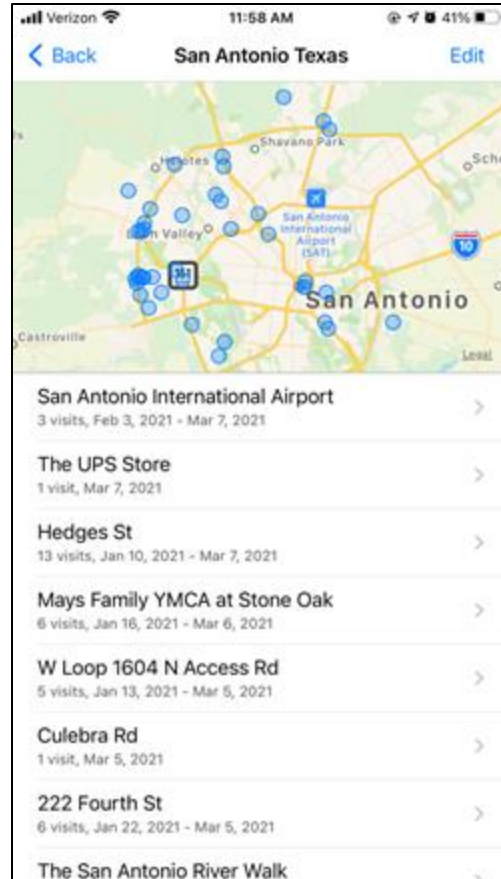 Verizon 11:58 AM 41%
Back San Antonio Texas Edit
Shavano Park
Helotes
San Antonio
International
Airport
(SAT)
Valley
10
San Antonio
Castroville
Legal
San Antonio International Airport
3 visits, Feb 3, 2021 - Mar 7, 2021
The UPS Store
1 visit, Mar 7, 2021
Hedges St
13 visits, Jan 10, 2021 - Mar 7, 2021
Mays Family YMCA at Stone Oak
6 visits, Jan 16, 2021 - Mar 6, 2021
W Loop 1604 N Access Rd
5 visits, Jan 13, 2021 - Mar 5, 2021
Culebra Rd
1 visit, Mar 5, 2021
222 Fourth St
6 visits, Jan 22, 2021 - Mar 5, 2021
The San Antonio River Walk